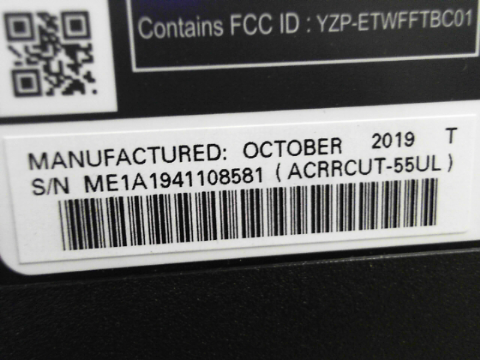 Contains FCC ID : YZP-ETWFFTBC01
MANUFACTURED: OCTOBER 2019 T
S/N ME1A1941108581 (ACRRCUT-55UL)